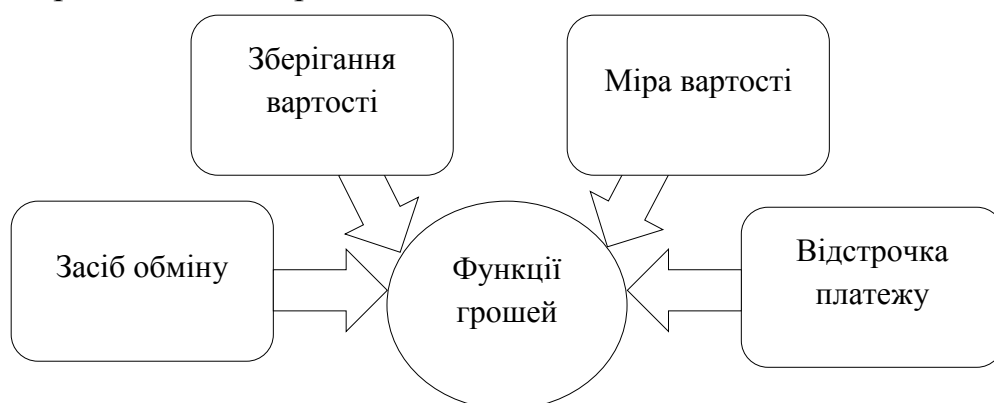 Зберігання
вартості
Міра вартості
Засіб обміну
Функції
грошей
Відстрочка
платежу